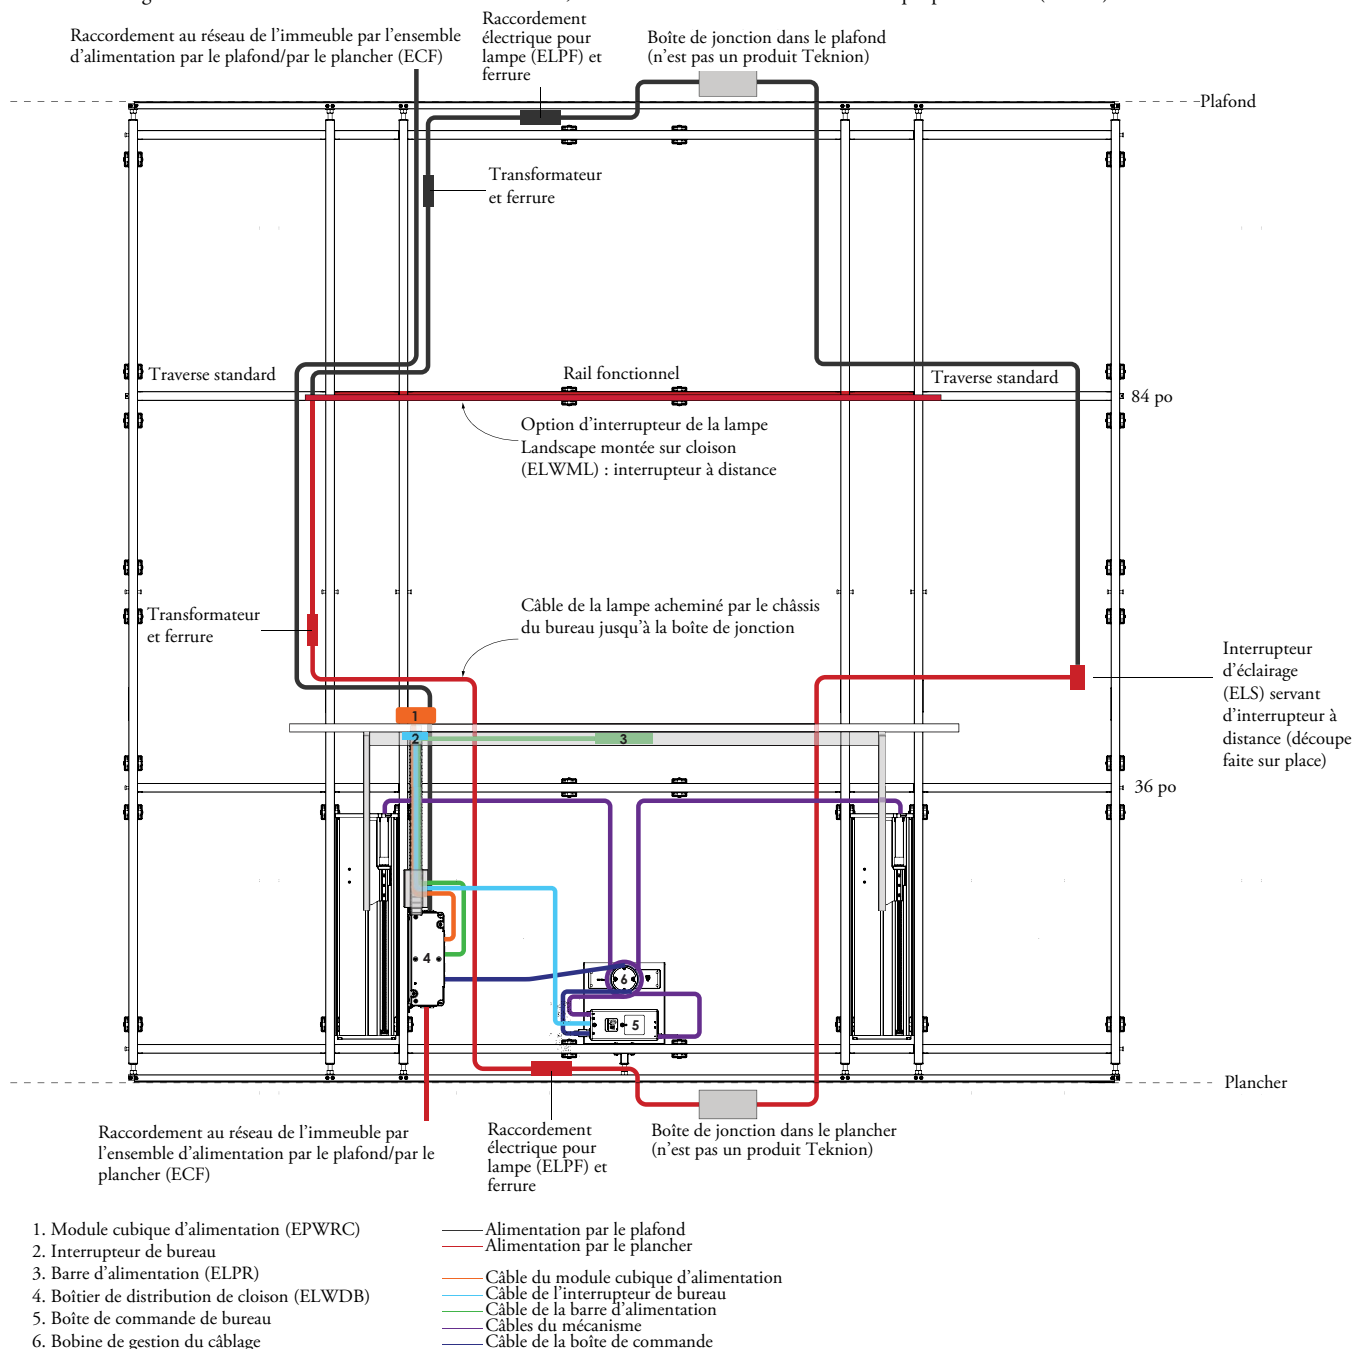 Raccordement au réseau de l'immeuble par l'ensemble
d'alimentation par le plafond/par le plancher (ECF)
Raccordement
électrique pour
lampe (ELPF) et
ferrure
Boîte de jonction dans le plafond
(n'est pas un produit Teknion)
Plafond
Transformateur
et ferrure
Traverse standard
Rail fonctionnel
Traverse standard
84 po
Option d'interrupteur de la lampe
Landscape montée sur cloison
(ELWML) : interrupteur à distance
Transformateur
et ferrure
Câble de la lampe acheminé par le châssis
du bureau jusqu'à la boîte de jonction
Interrupteur
d'éclairage
(ELS) servant
d'interrupteur à
distance (découpe
faite sur place)
1
2
3
36 po
4
6
5
Plancher
Raccordement au réseau de l'immeuble par
l'ensemble d'alimentation par le plafond/par le
plancher (ECF)
Raccordement
électrique pour
lampe (ELPF) et
ferrure
Boîte de jonction dans le plancher
(n'est pas un produit Teknion)
1. Module cubique d'alimentation (EPWRC)
2. Interrupteur de bureau
3. Barre d'alimentation (ELPR)
4. Boîtier de distribution de cloison (ELWDB)
5. Boîte de commande de bureau
6. Bobine de gestion du câblage
Alimentation par le plafond
Alimentation par le plancher
Câble du module cubique d'alimentation
Câble de l'interrupteur de bureau
Câble de la barre d'alimentation
Câbles du mécanisme
Câble de la boîte de commande